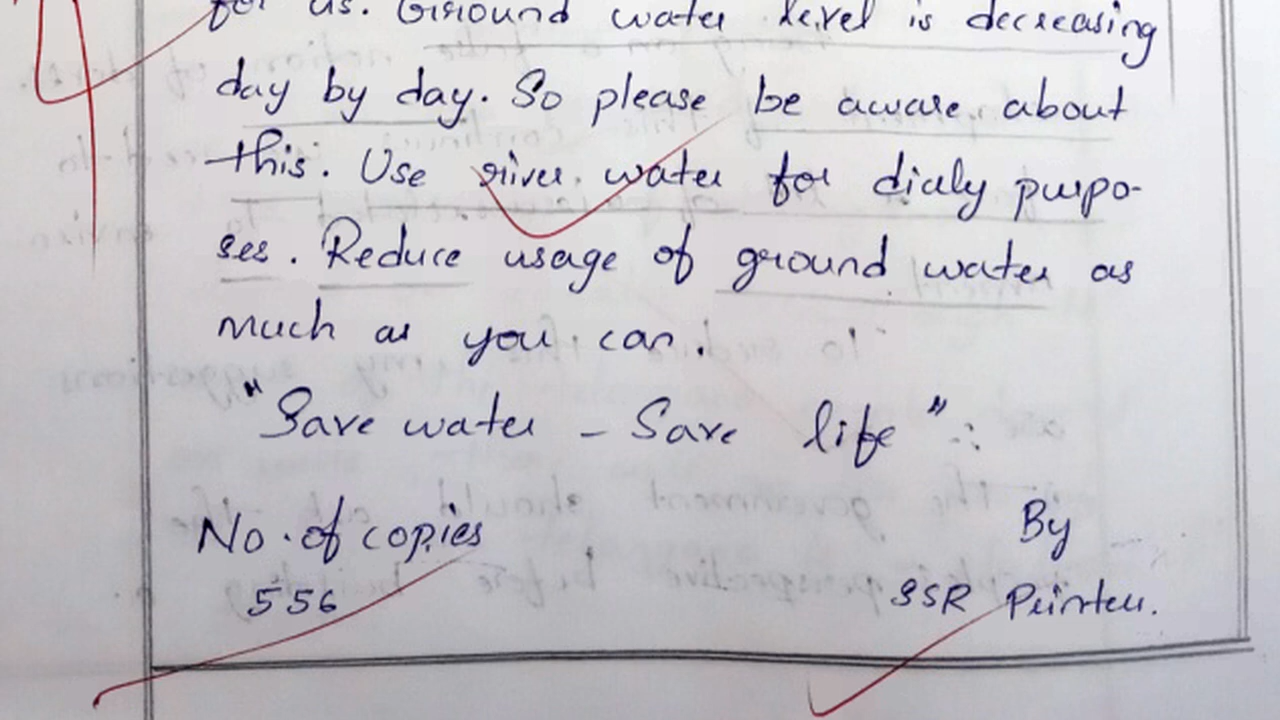 for us. Ground water level is decreasing
day by day. So please be aware about
this. Use river water for dialy purpo-
ses. Reduce usage of ground water as
much as you can.
"Save water - Save life" :
No. of copies By
556 SSR Printer.